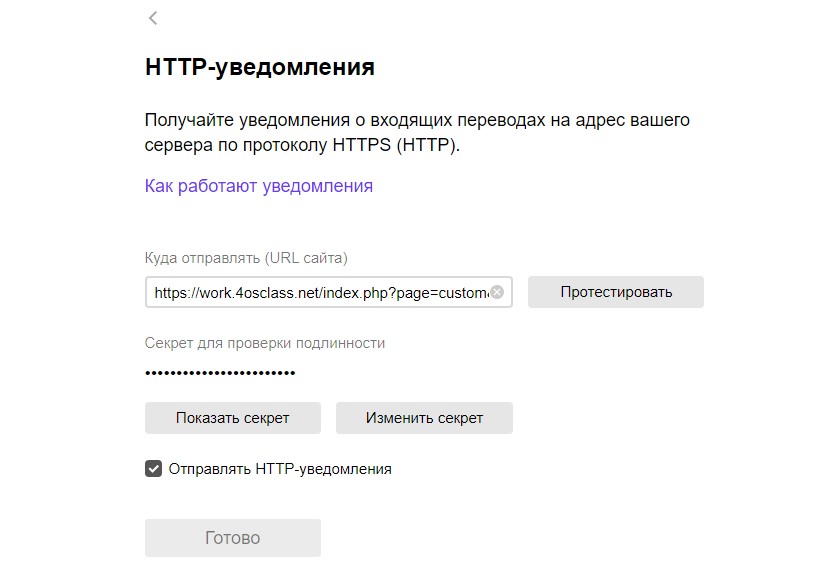 HTTP-уведомления
Получайте уведомления о входящих переводах на адрес вашего
сервера по протоколу HTTPS (HTTP).
Как работают уведомления
Куда отправлять (URL сайта)
https://work.4osclass.net/index.php?page=custom
Протестировать
Секрет для проверки подлинности
••••••••••••••••••••••••
Показать секрет
Изменить секрет
Отправлять HTTP-уведомления
Готово